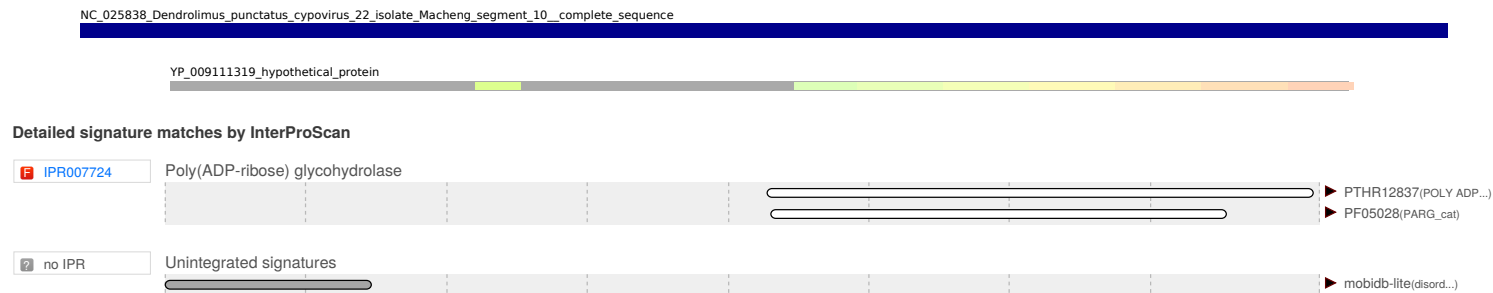 NC_025838_Dendrolimus_punctatus_cypovirus_22_isolate_Macheng_segment_10__complete_sequence
YP_009111319_hypothetical_protein
Detailed signature matches by InterProScan
F IPR007724 Poly(ADP-ribose) glycohydrolase
PTHR12837(POLY ADP...)
PF05028(PARG_cat)
? no IPR Unintegrated signatures
mobidb-lite(disord...)